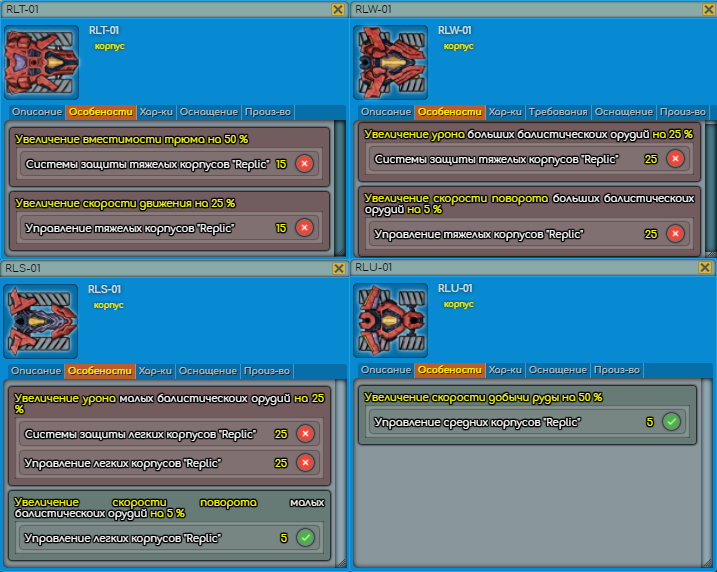 RLT-01
RLT-01
корпус
Описание Особености Хар-ки Оснощение Произ-во
Увеличение вместимости трюма на 50 %
Системы защиты тяжелых корпусов "Replic" 15
Увеличение скорости движения на 25 %
Управление тяжелых корпусов "Replic" 15
RLW-01
RLW-01
корпус
Описание Особености Хар-ки Требования Оснощение Произ-во
Увеличение урона больших балистическоих орудий на 25 %
Системы защиты тяжелых корпусов "Replic" 25
Увеличение скорости поворота больших балистическоих
орудий на 5 %
Управление тяжелых корпусов "Replic" 25
RLS-01
RLS-01
корпус
Описание Особености Хар-ки Оснощение Произ-во
Увеличение урона малых балистическоих орудий на 25
%
Системы защиты легких корпусов "Replic" 25
Управление легких корпусов "Replic" 25
Увеличение скорости поворота малых
балистическоих орудий на 5 %
Управление легких корпусов "Replic" 5
RLU-01
RLU-01
корпус
Описание Особености Хар-ки Оснощение Произ-во
Увеличение скорости добычи руды на 50 %
Управление средних корпусов "Replic" 5